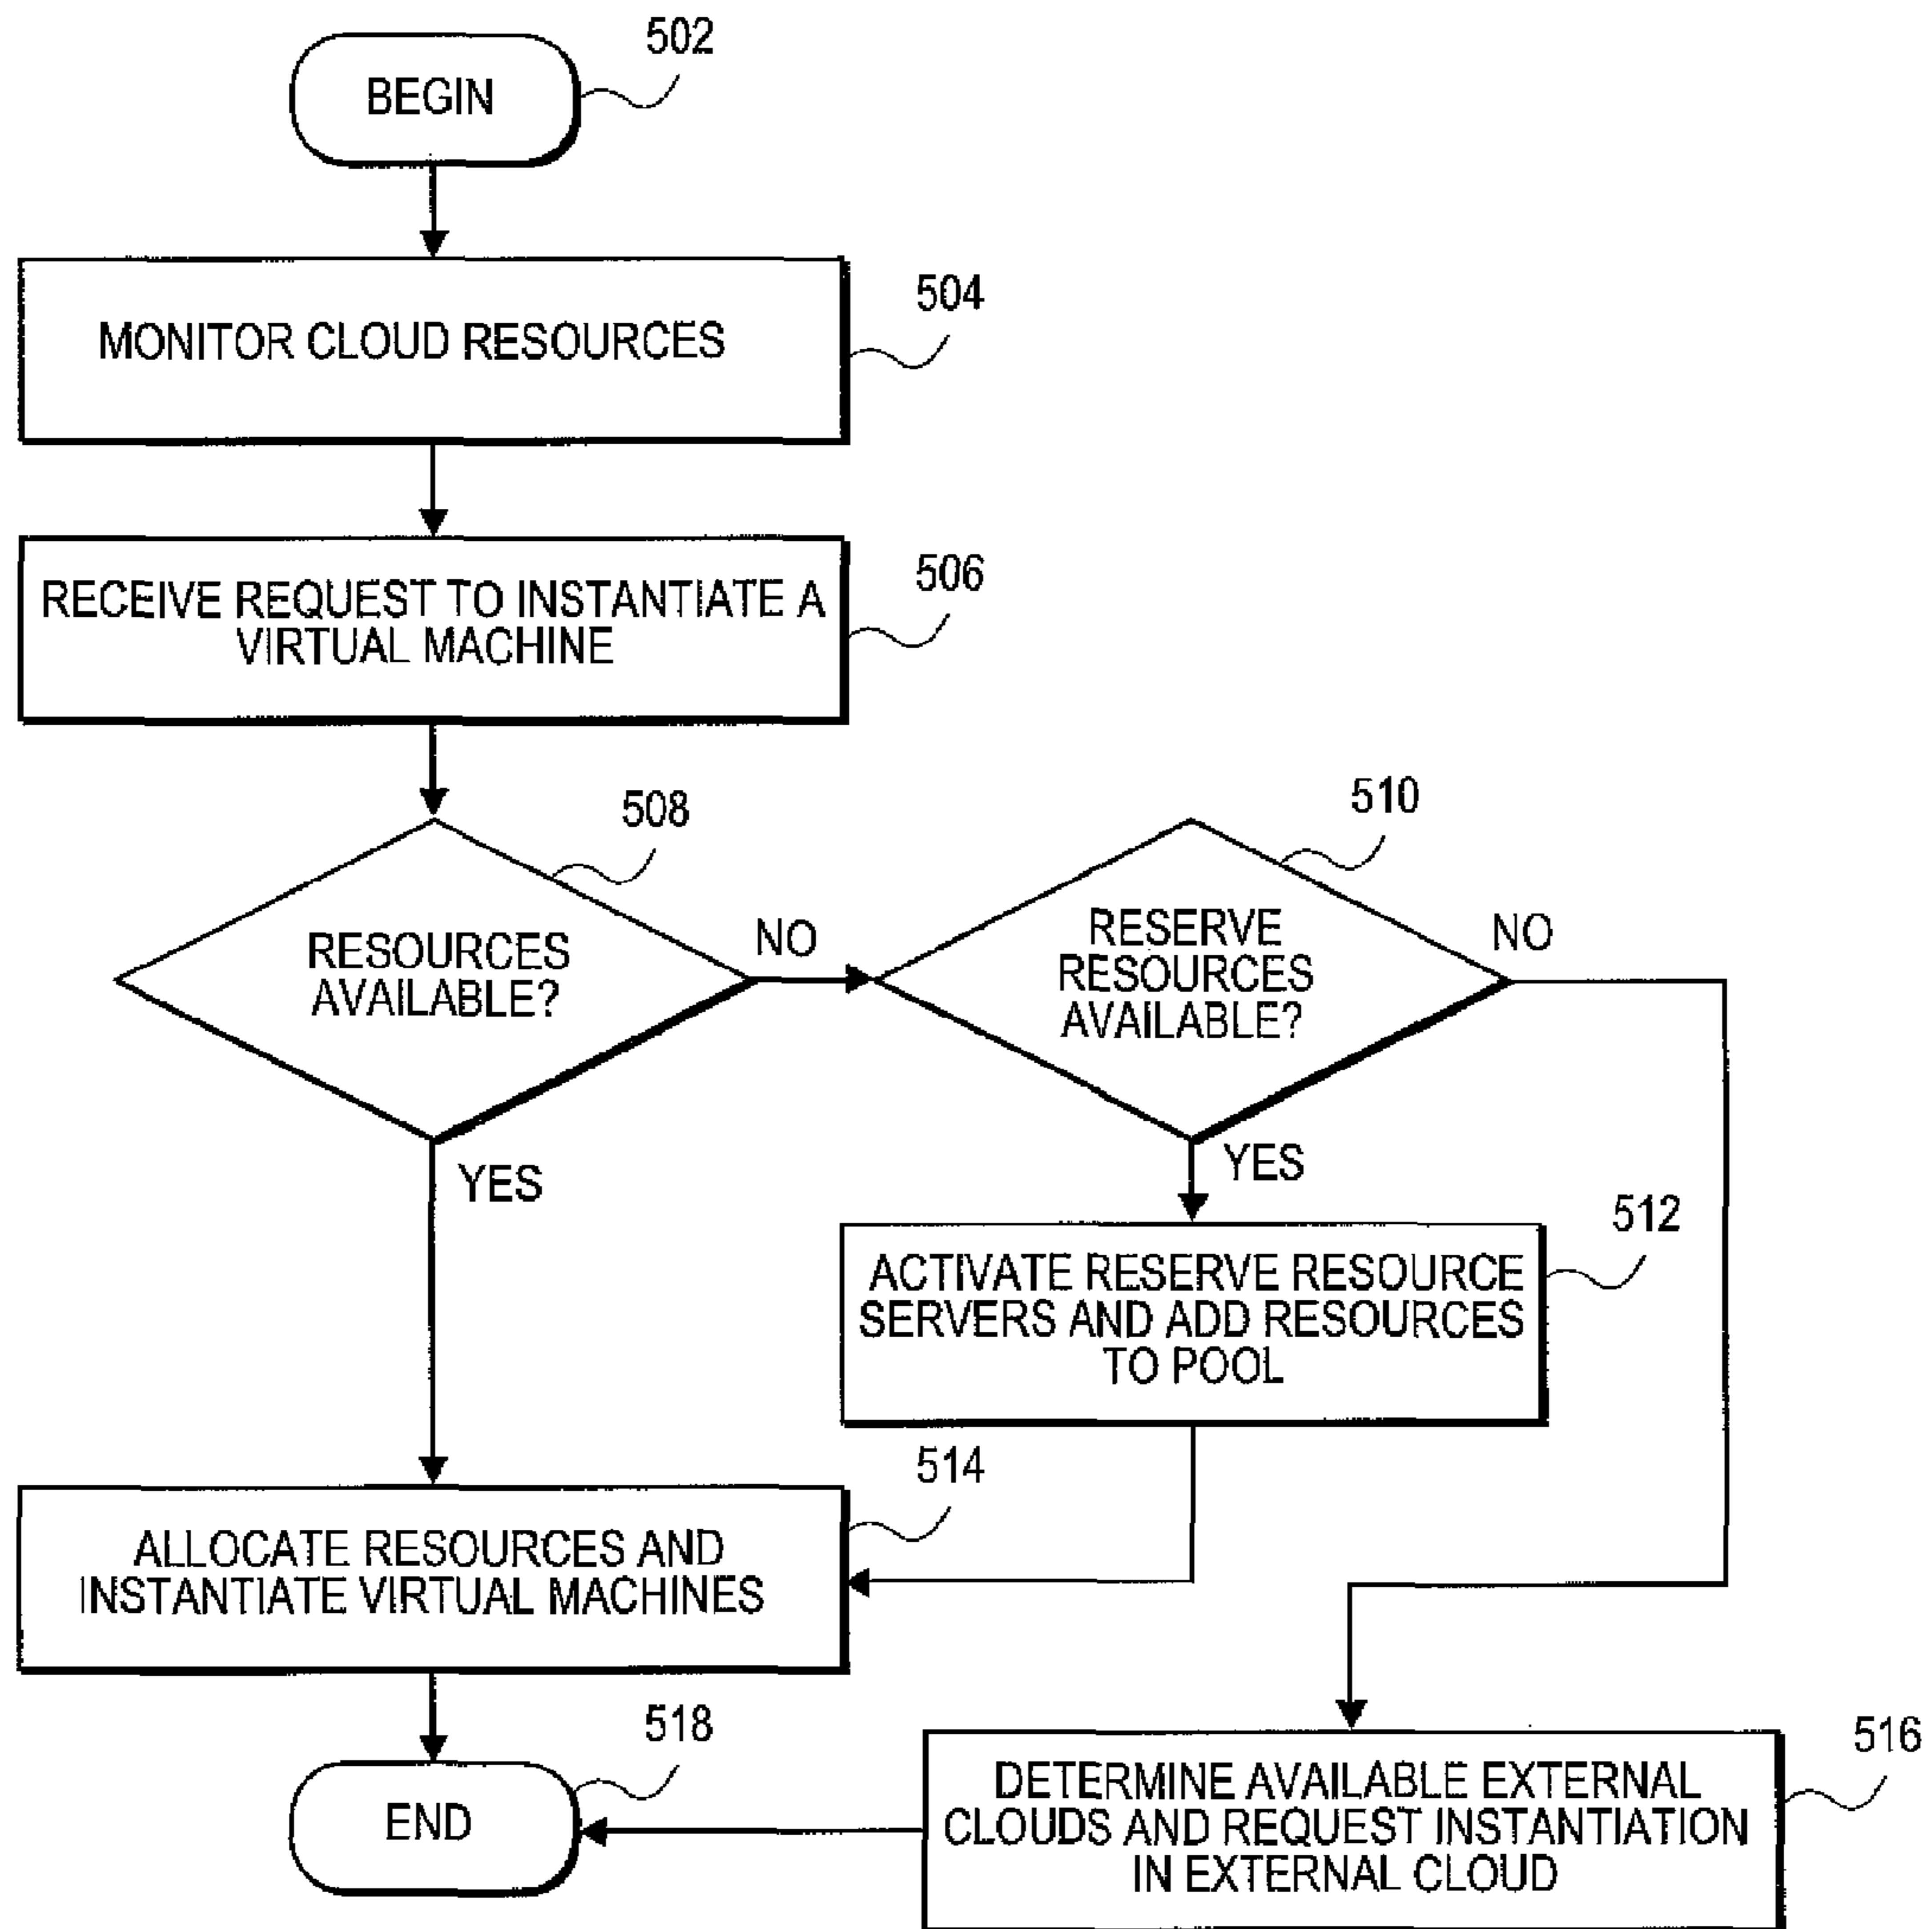 502
BEGIN
504
MONITOR CLOUD RESOURCES
506
RECEIVE REQUEST TO INSTANTIATE A
VIRTUAL MACHINE
508
RESOURCES
AVAILABLE?
NO
YES
510
RESERVE
RESOURCES
AVAILABLE?
NO
YES
512
ACTIVATE RESERVE RESOURCE
SERVERS AND ADD RESOURCES
TO POOL
514
ALLOCATE RESOURCES AND
INSTANTIATE VIRTUAL MACHINES
516
DETERMINE AVAILABLE EXTERNAL
CLOUDS AND REQUEST INSTANTIATION
IN EXTERNAL CLOUD
518
END